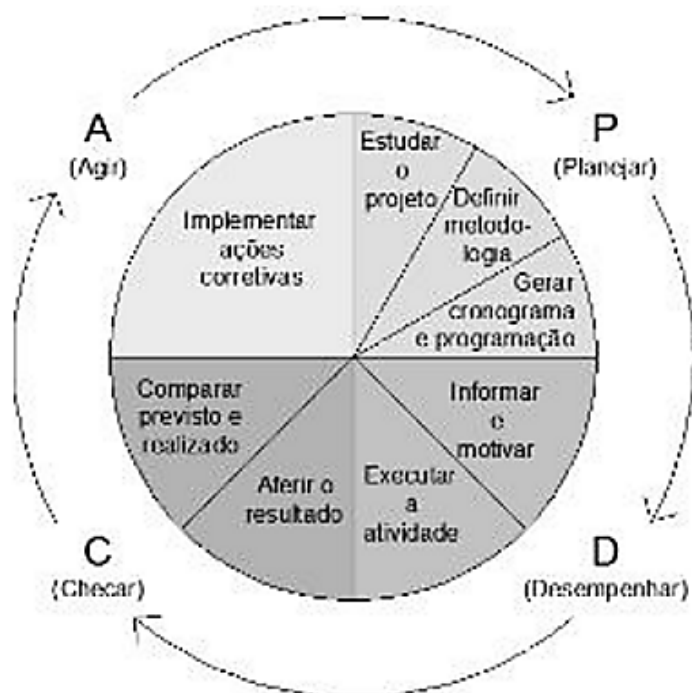 A
(Agir)
P
(Planejar)
Estudar
o
projeto
Definir
metodo-
logia
Gerar
cronograma
e programação
Implementar
ações
corretivas
Comparar
previsto e
realizado
Aferir o
resultado
Executar
a
atividade
Informar
e
motivar
C
(Checar)
D
(Desempenhar)